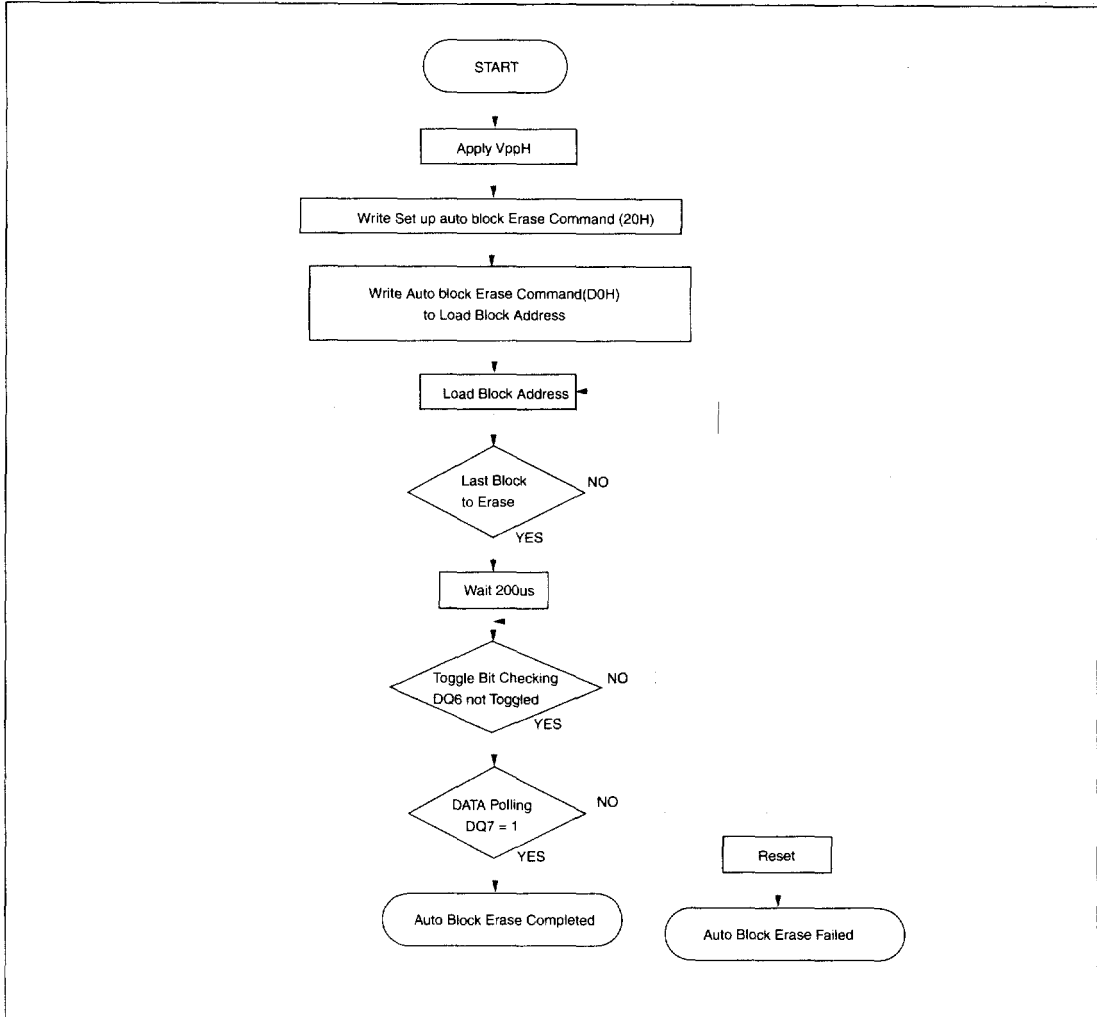 START
Apply VppH
Write Set up auto block Erase Command (20H)
Write Auto block Erase Command(D0H)
to Load Block Address
Load Block Address
Last Block
to Erase
NO
YES
Wait 200us
Toggle Bit Checking
DQ6 not Toggled
NO
YES
DATA Polling
DQ7 = 1
NO
YES
Reset
Auto Block Erase Completed
Auto Block Erase Failed